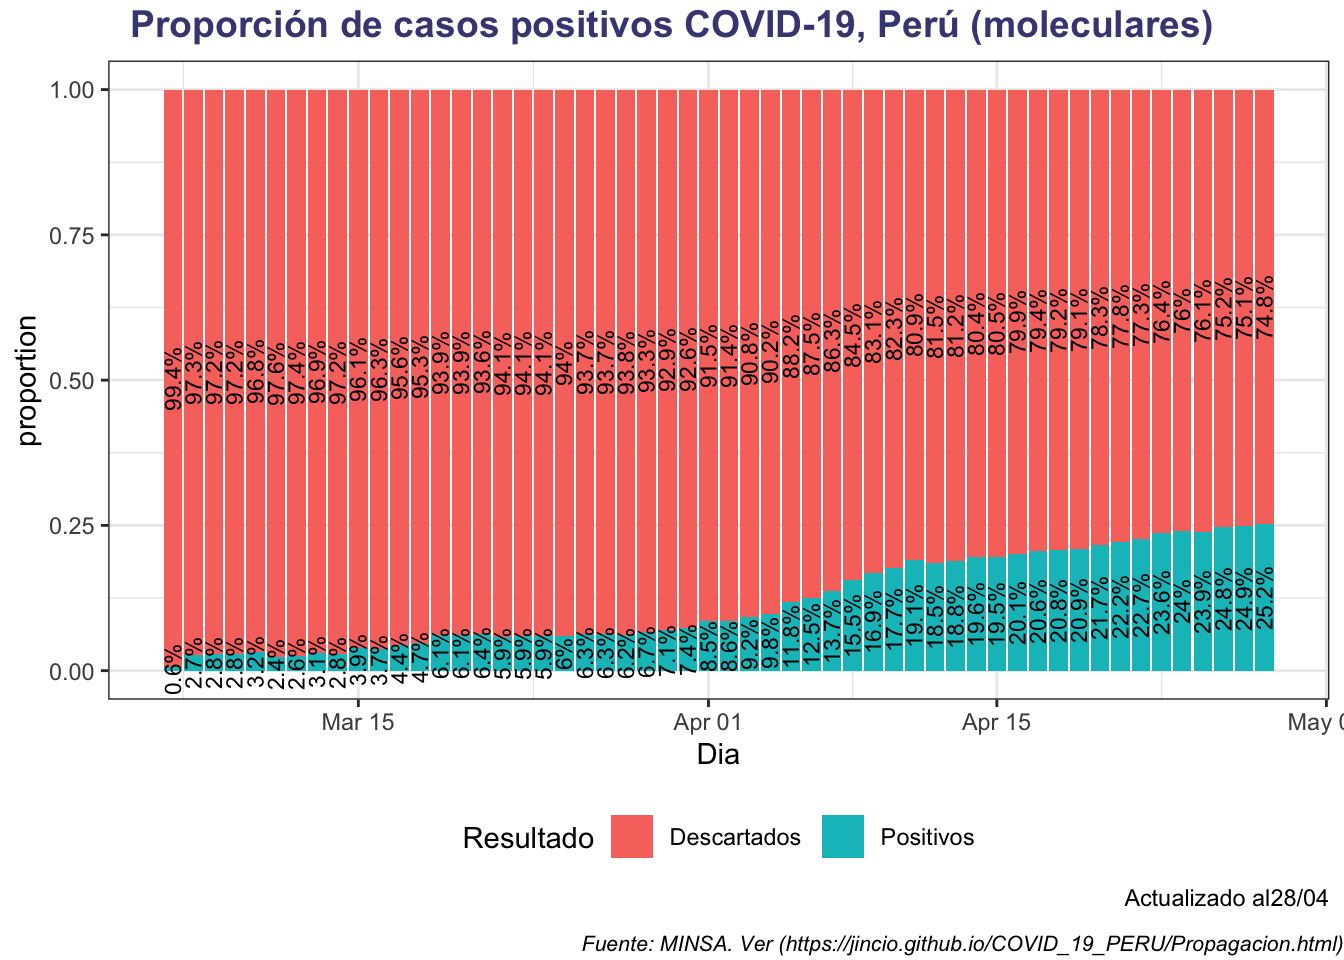 Proporción de casos positivos COVID-19, Perú (moleculares)
1.00
0.75
0.50
0.25
0.00
proportion
99.4% 97.3% 97.2% 97.2% 96.8% 97.6% 97.4% 96.9% 97.2% 96.1% 96.3% 95.6% 95.3% 93.9% 93.9% 93.6% 94.1% 94.1% 94.1% 94% 93.7% 93.7% 93.8% 93.3% 92.9% 92.6% 91.5% 91.4% 90.8% 90.2% 88.2% 87.5% 86.3% 84.5% 83.1% 82.3% 80.9% 81.5% 81.2% 80.4% 80.5% 79.9% 79.4% 79.2% 79.1% 78.3% 77.8% 77.3% 76.4% 76% 76.1% 75.2% 75.1% 74.8%
0.6% 2.7% 2.8% 2.8% 3.2% 2.4% 2.6% 3.1% 2.8% 3.9% 3.7% 4.4% 4.7% 6.1% 6.1% 6.4% 5.9% 5.9% 5.9% 6% 6.3% 6.3% 6.2% 6.7% 7.1% 7.4% 8.5% 8.6% 9.2% 9.8% 11.8% 12.5% 13.7% 15.5% 16.9% 17.7% 19.1% 18.5% 18.8% 19.6% 19.5% 20.1% 20.6% 20.8% 20.9% 21.7% 22.2% 22.7% 23.6% 24% 23.9% 24.8% 24.9% 25.2%
Mar 15 Apr 01 Apr 15 May 0
Dia
Resultado Descartados Positivos
Actualizado al28/04
Fuente: MINSA. Ver (https://jincio.github.io/COVID_19_PERU/Propagacion.html)